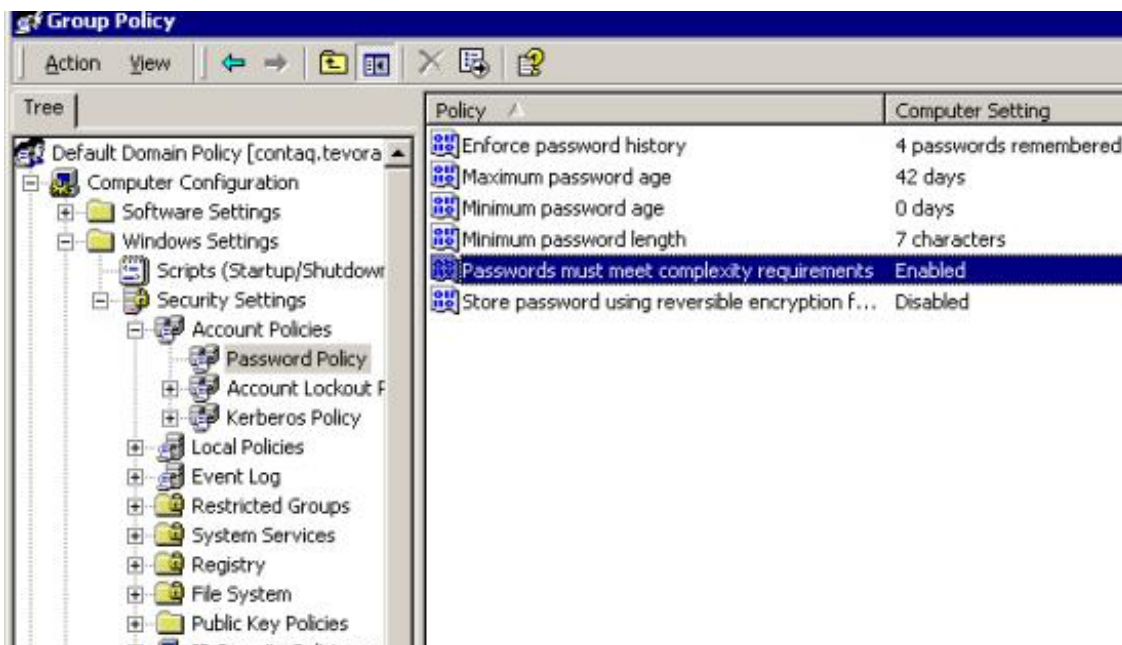 Group Policy
Action View
Tree
Policy Computer Setting
Default Domain Policy [contaq.tevora
Computer Configuration
Software Settings
Windows Settings
Scripts (Startup/Shutdowr
Security Settings
Account Policies
Password Policy
Account Lockout P
Kerberos Policy
Local Policies
Event Log
Restricted Groups
System Services
Registry
File System
Public Key Policies
Enforce password history 4 passwords remembered
Maximum password age 42 days
Minimum password age 0 days
Minimum password length 7 characters
Passwords must meet complexity requirements Enabled
Store password using reversible encryption f... Disabled